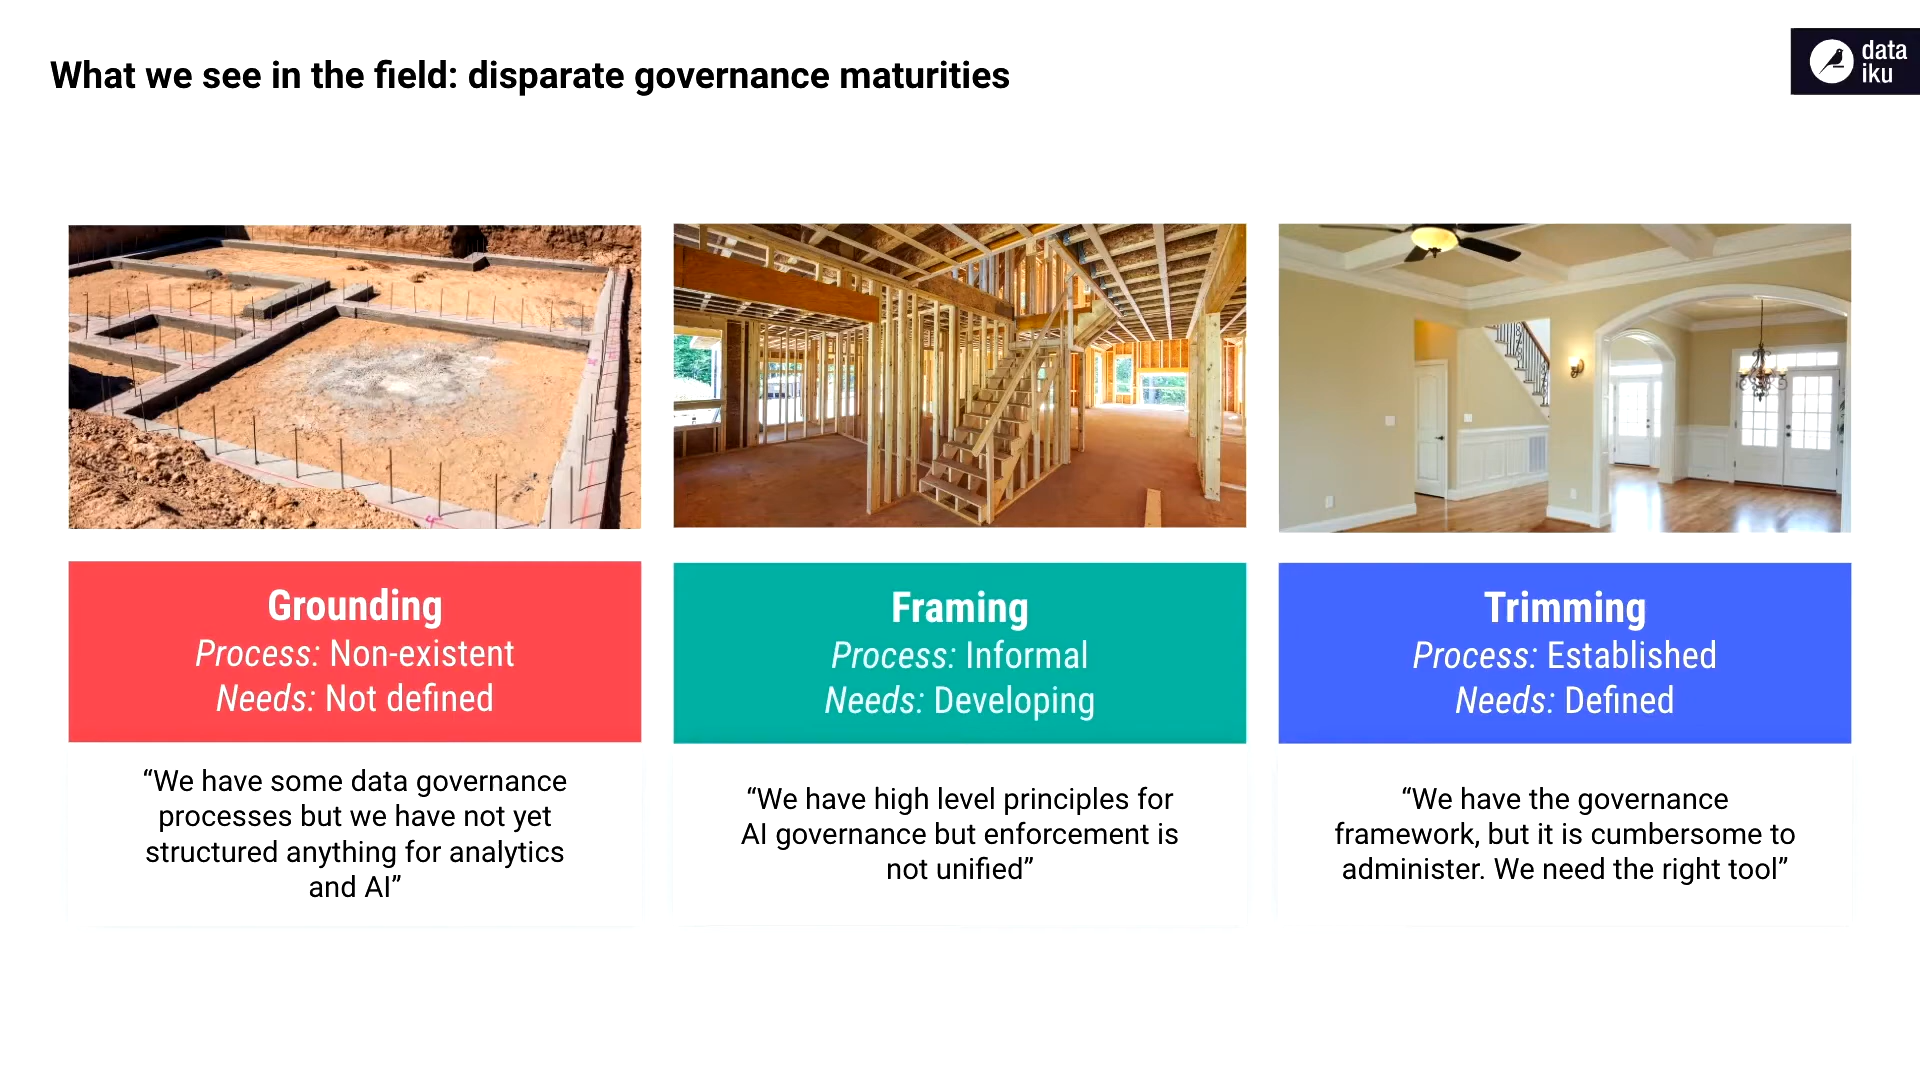 What we see in the field: disparate governance maturities
data
iku
Grounding
Process: Non-existent
Needs: Not defined
“We have some data governance
processes but we have not yet
structured anything for analytics
and AI”
Framing
Process: Informal
Needs: Developing
“We have high level principles for
AI governance but enforcement is
not unified”
Trimming
Process: Established
Needs: Defined
“We have the governance
framework, but it is cumbersome to
administer. We need the right tool”